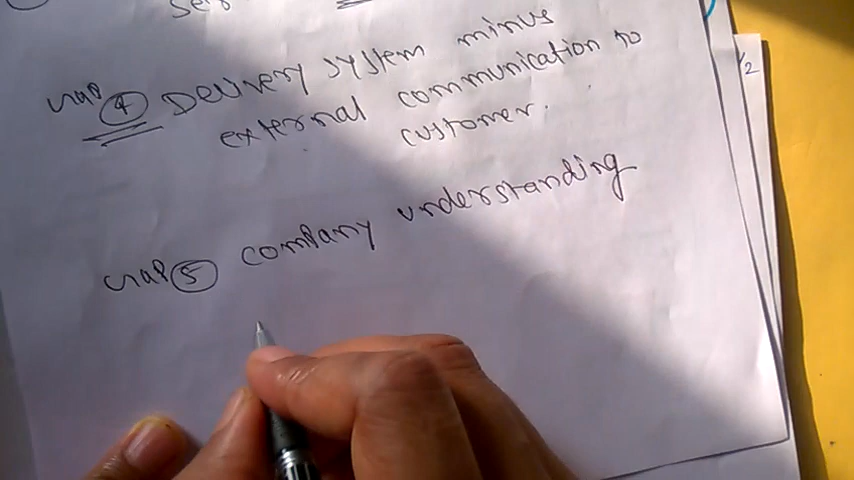 Gap ④ Delivery system minus
external communication to
customer.
Gap ⑤ company understanding